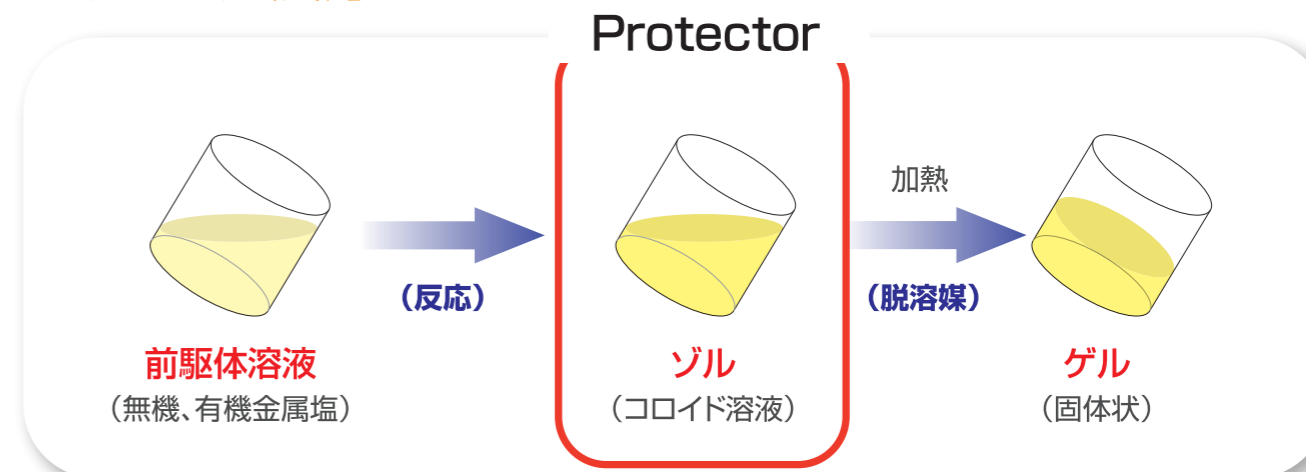 Protector
加熱
(反応)
(脱溶媒)
前駆体溶液
(無機、有機金属塩)
ゾル
(コロイド溶液)
ゲル
(固体状)